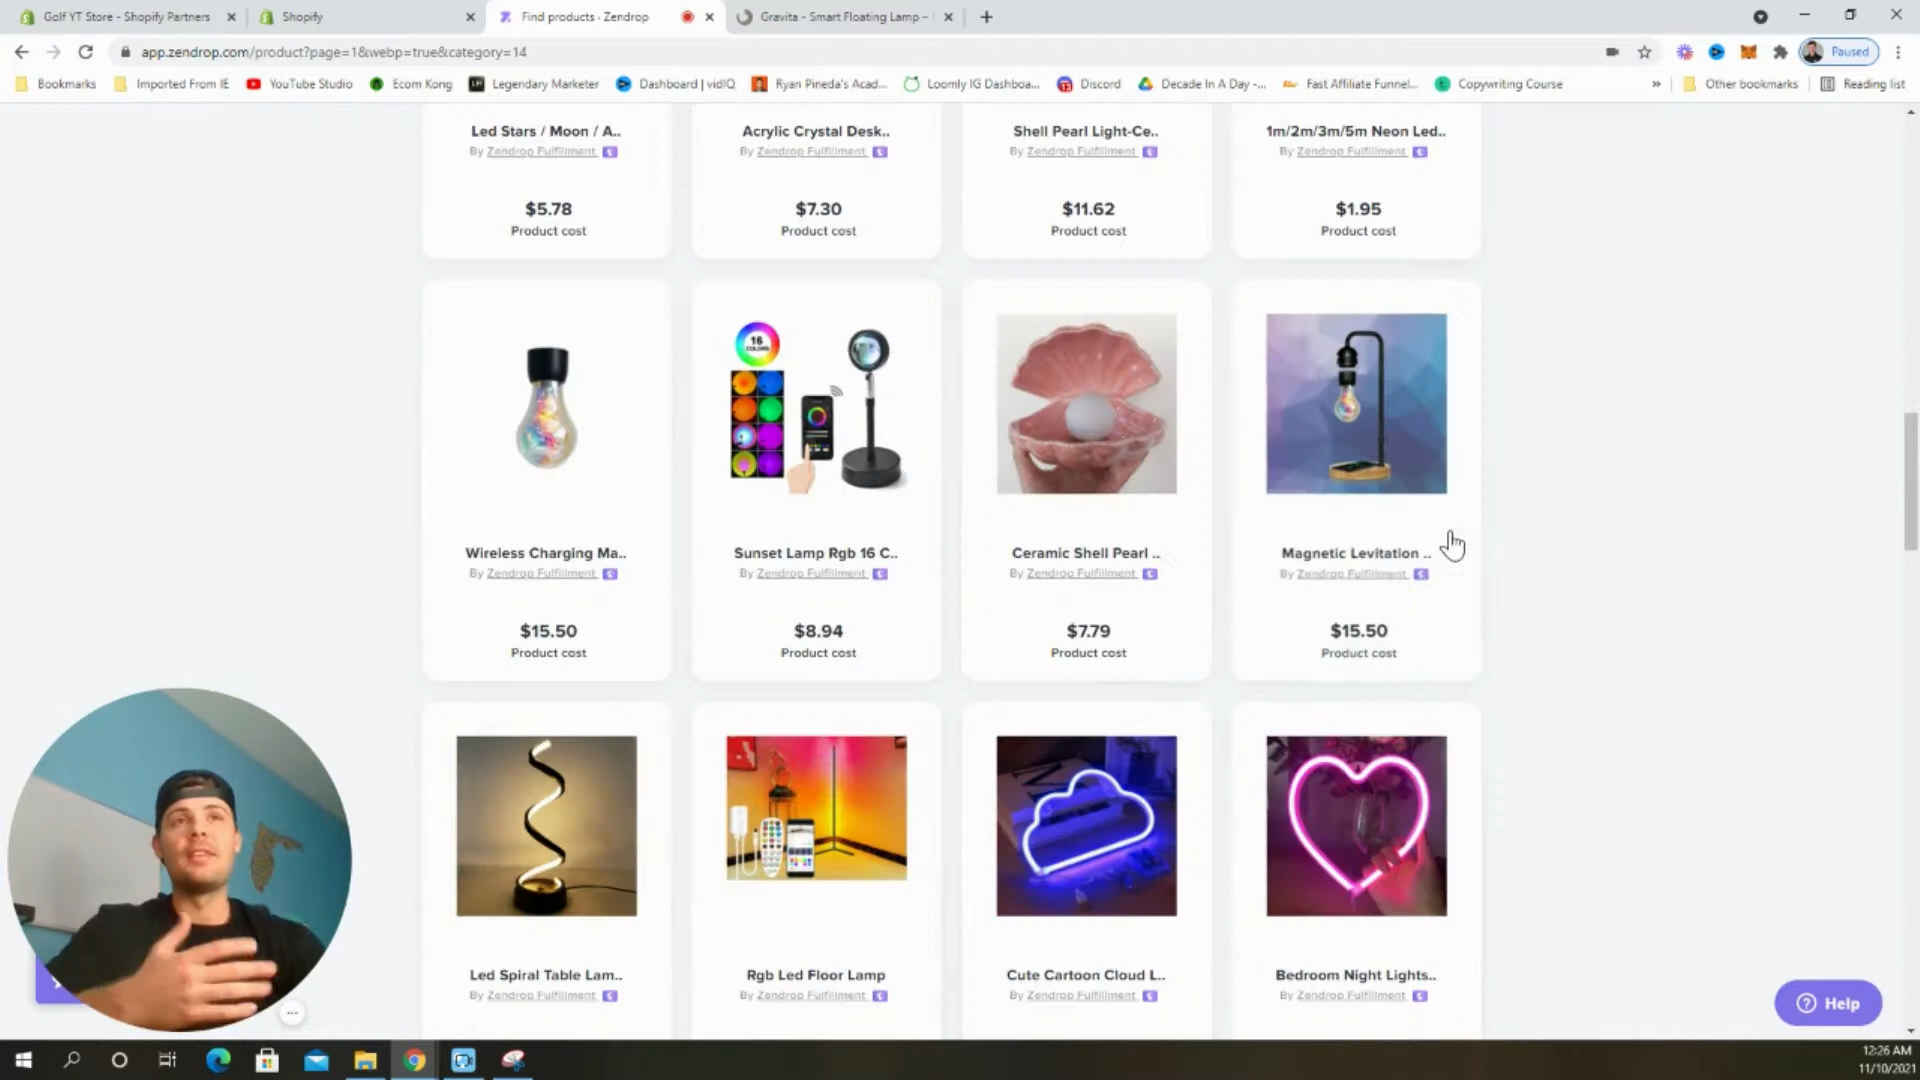 Golf YT Store - Shopify Partners
Shopify
Find products · Zendrop
Gravita - Smart Floating Lamp –
app.zendrop.com/product?page=1&webp=true&category=14
Paused
Bookmarks
Imported From IE
YouTube Studio
Ecom Kong
Legendary Marketer
Dashboard | vidIQ
Ryan Pineda's Acad...
Loomly IG Dashboa...
Discord
Decade In A Day -...
Fast Affiliate Funnel...
Copywriting Course
»
Other bookmarks
Reading list
Led Stars / Moon / A..
By Zendrop Fulfillment
$5.78
Product cost
Acrylic Crystal Desk..
By Zendrop Fulfillment
$7.30
Product cost
Shell Pearl Light-Ce..
By Zendrop Fulfillment
$11.62
Product cost
1m/2m/3m/5m Neon Led..
By Zendrop Fulfillment
$1.95
Product cost
Wireless Charging Ma..
By Zendrop Fulfillment
$15.50
Product cost
16
COLORS
Sunset Lamp Rgb 16 C..
By Zendrop Fulfillment
$8.94
Product cost
Ceramic Shell Pearl ..
By Zendrop Fulfillment
$7.79
Product cost
Magnetic Levitation ..
By Zendrop Fulfillment
$15.50
Product cost
Led Spiral Table Lam..
By Zendrop Fulfillment
Rgb Led Floor Lamp
By Zendrop Fulfillment
Cute Cartoon Cloud L..
By Zendrop Fulfillment
Bedroom Night Lights..
By Zendrop Fulfillment
Help
12:26 AM
11/10/2021